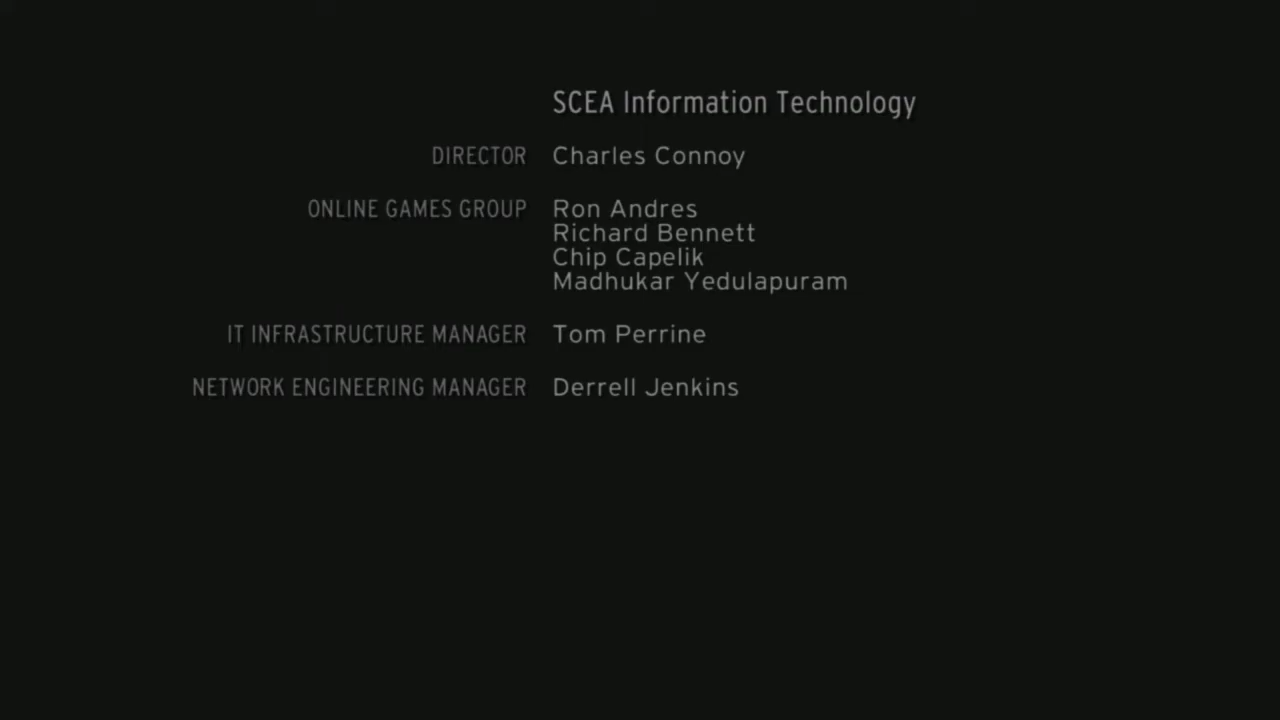 SCEA Information Technology
DIRECTOR Charles Connoy
ONLINE GAMES GROUP Ron Andres
Richard Bennett
Chip Capelik
Madhukar Yedulapuram
IT INFRASTRUCTURE MANAGER Tom Perrine
NETWORK ENGINEERING MANAGER Derrell Jenkins